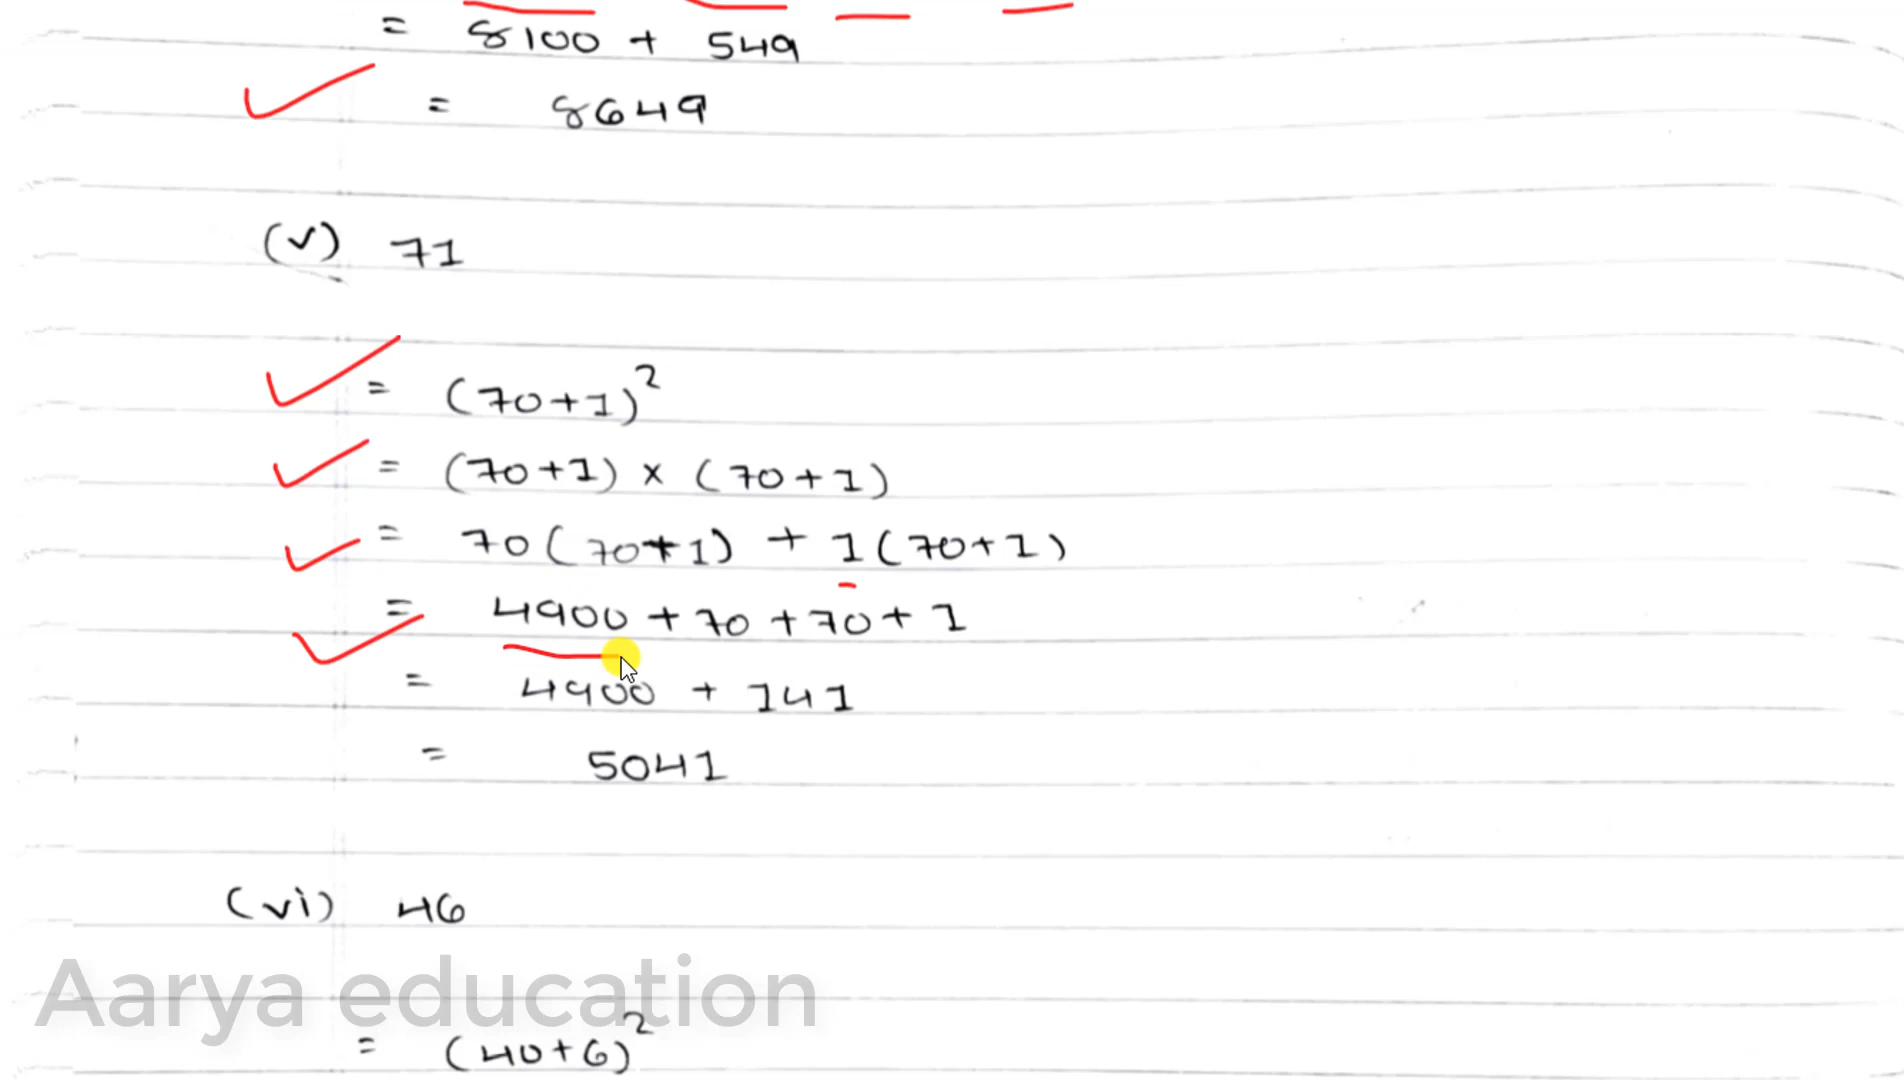 = 8100 + 549
= 8649
(v) 71
= (70+1)²
= (70+1) × (70+1)
= 70(70+1) + 1(70+1)
= 4900 + 70 + 70 + 1
= 4900 + 141
= 5041
(vi) 46
Aarya education
= (40+6)²